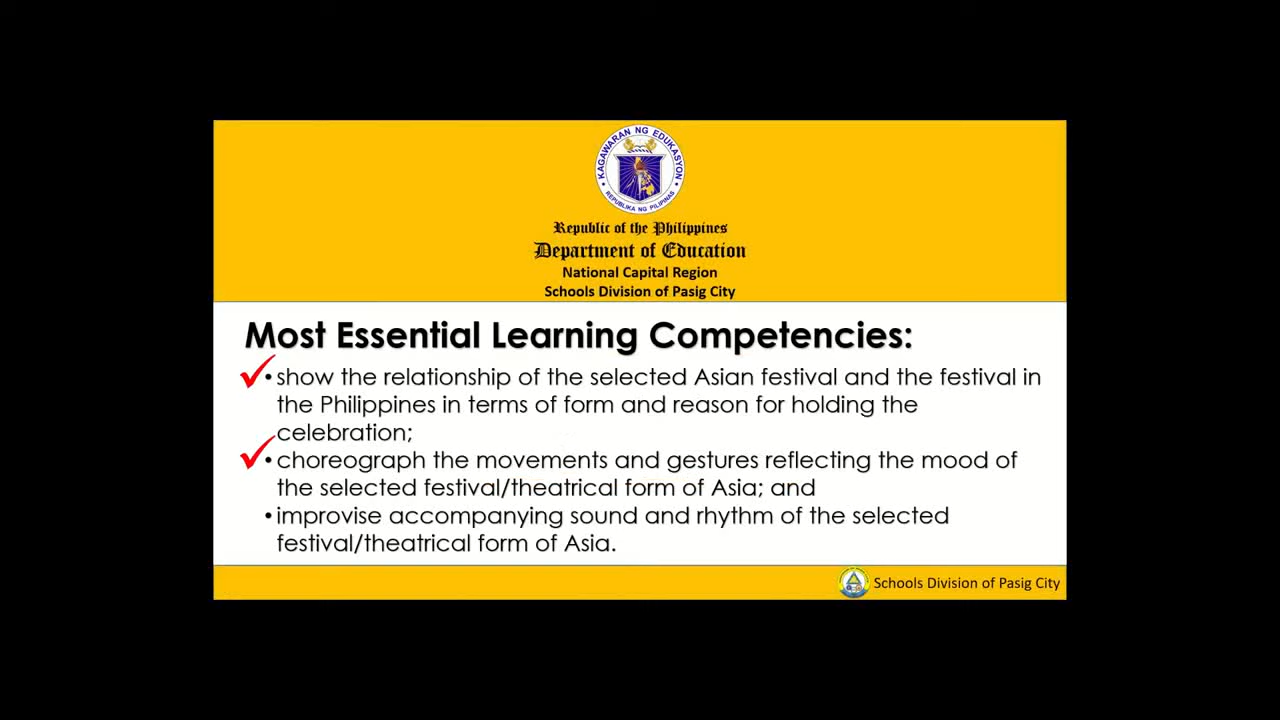 KAGAWARAN NG EDUKASYON
REPUBLIKA NG PILIPINAS
Republic of the Philippines
Department of Education
National Capital Region
Schools Division of Pasig City
Most Essential Learning Competencies:
• show the relationship of the selected Asian festival and the festival in
the Philippines in terms of form and reason for holding the
celebration;
• choreograph the movements and gestures reflecting the mood of
the selected festival/theatrical form of Asia; and
• improvise accompanying sound and rhythm of the selected
festival/theatrical form of Asia.
Schools Division of Pasig City